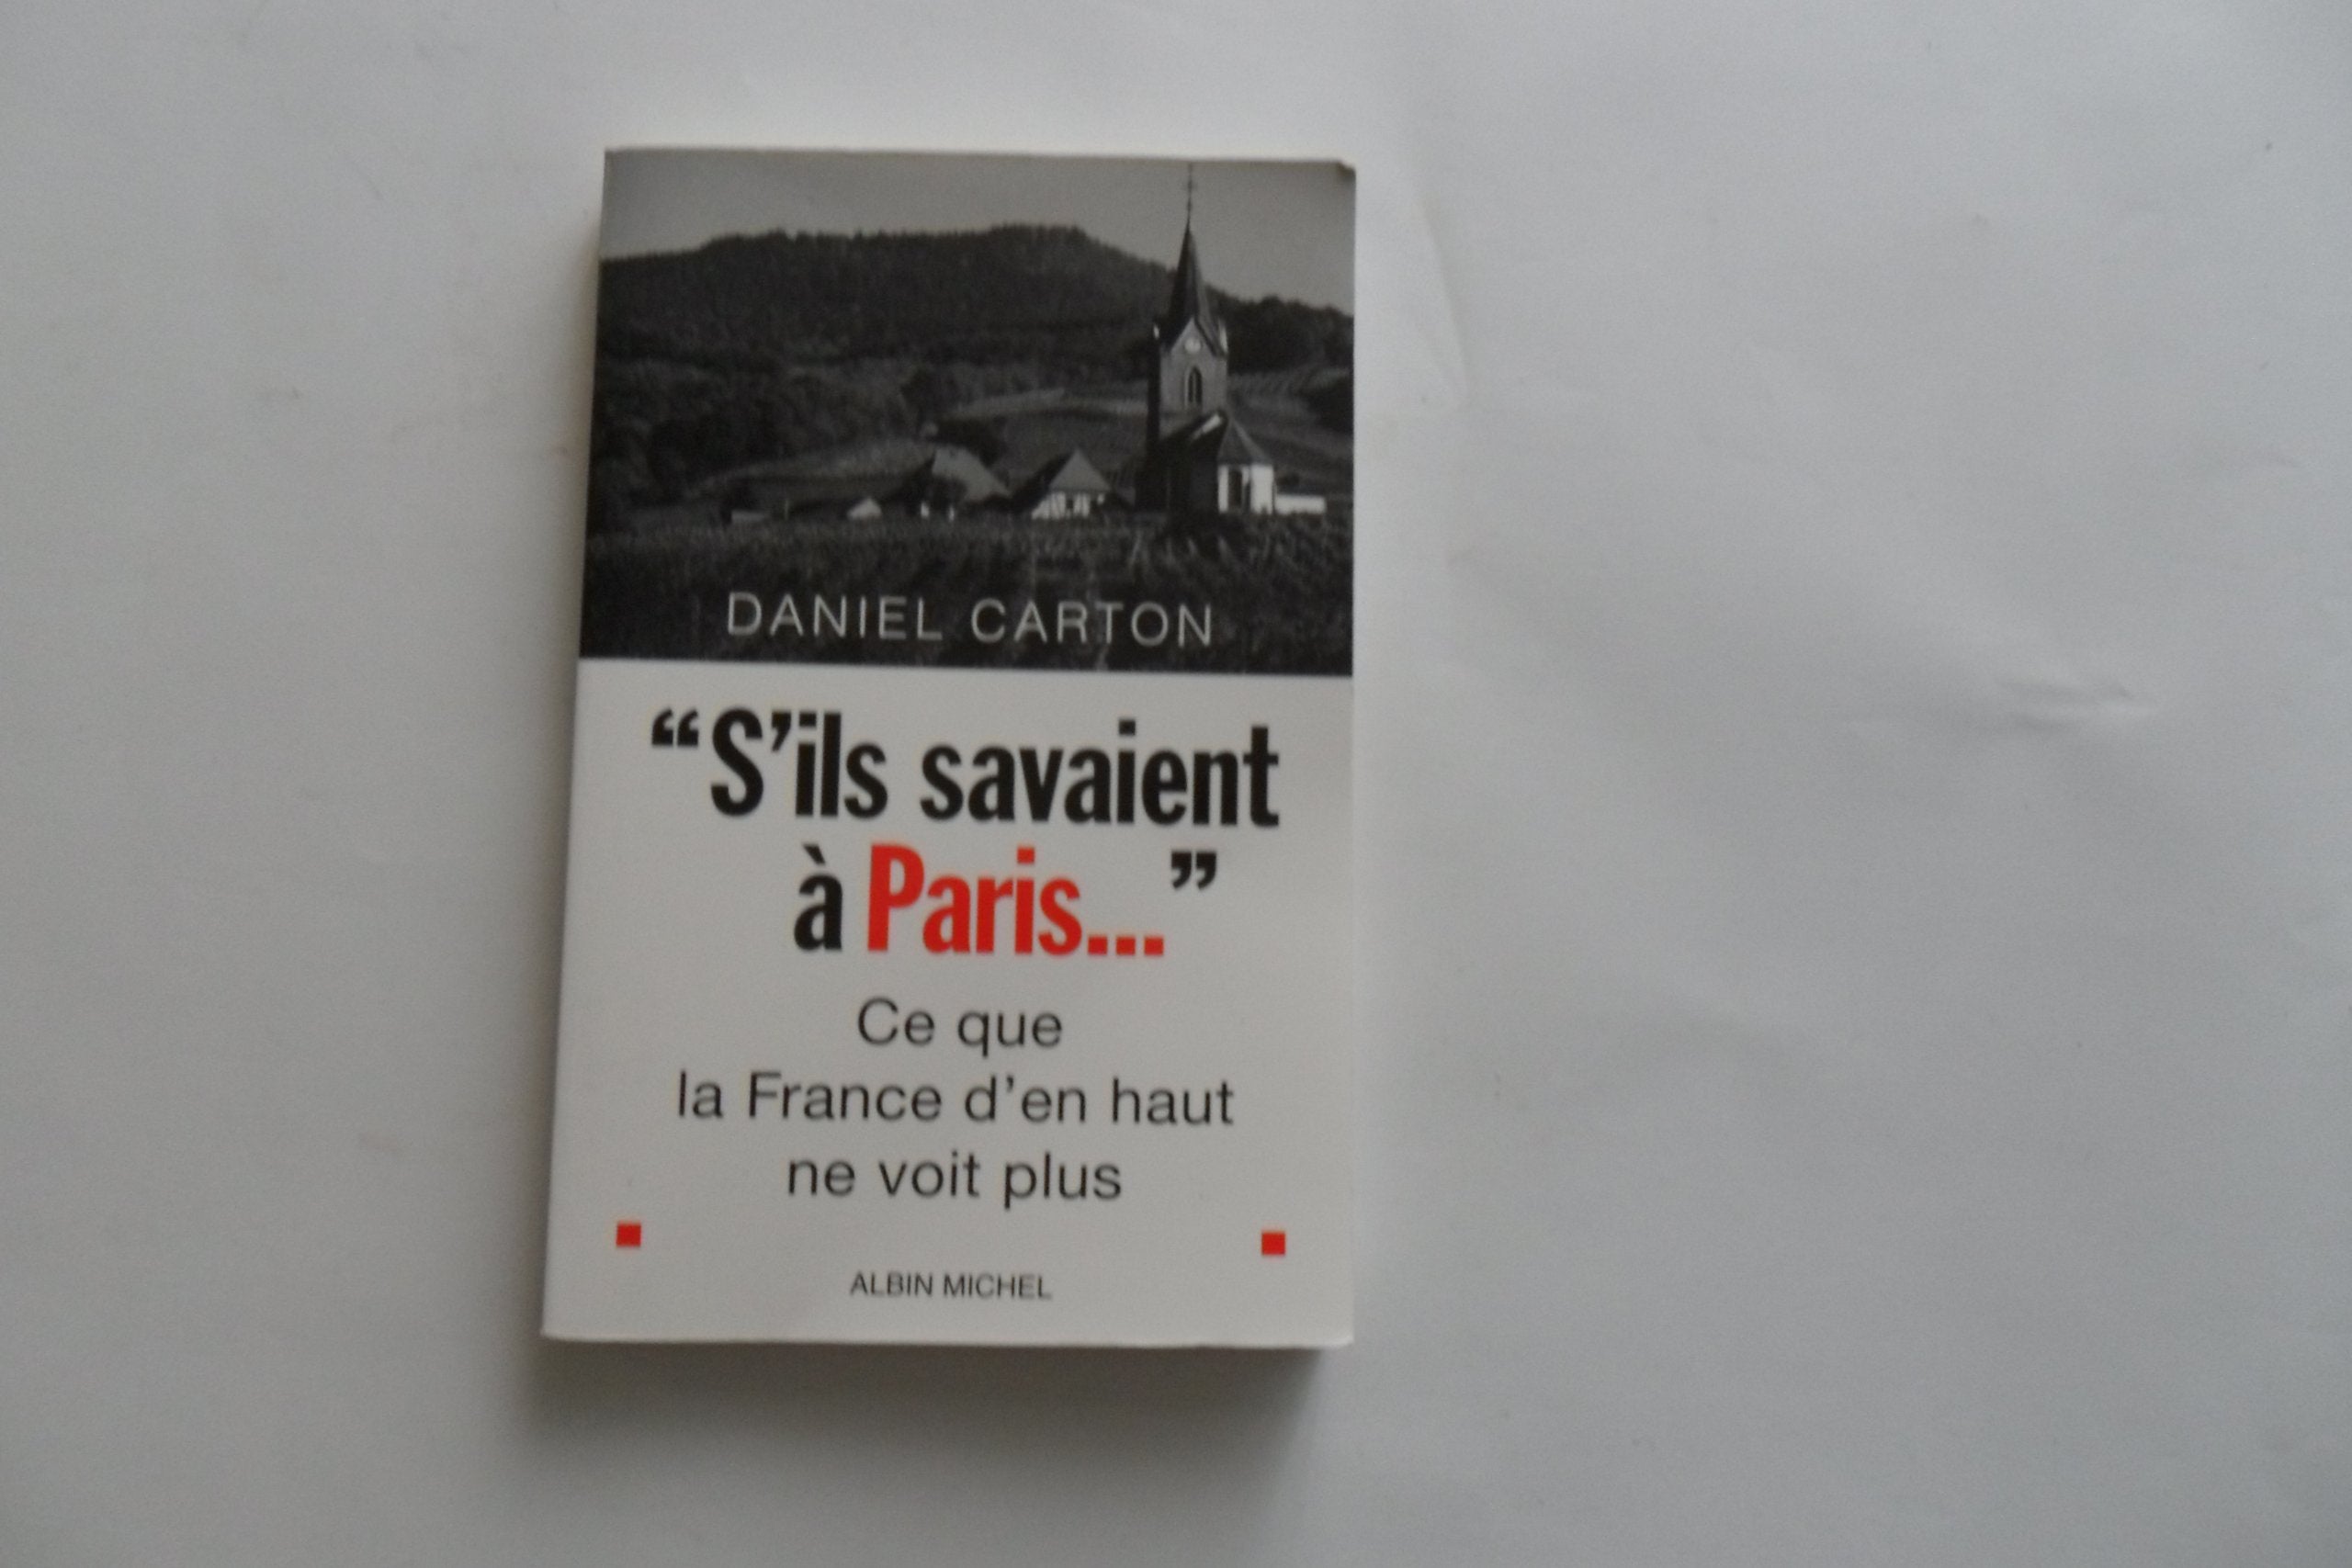 DANIEL CARTON
“S’ils savaient
à Paris...”
Ce que
la France d’en haut
ne voit plus
ALBIN MICHEL